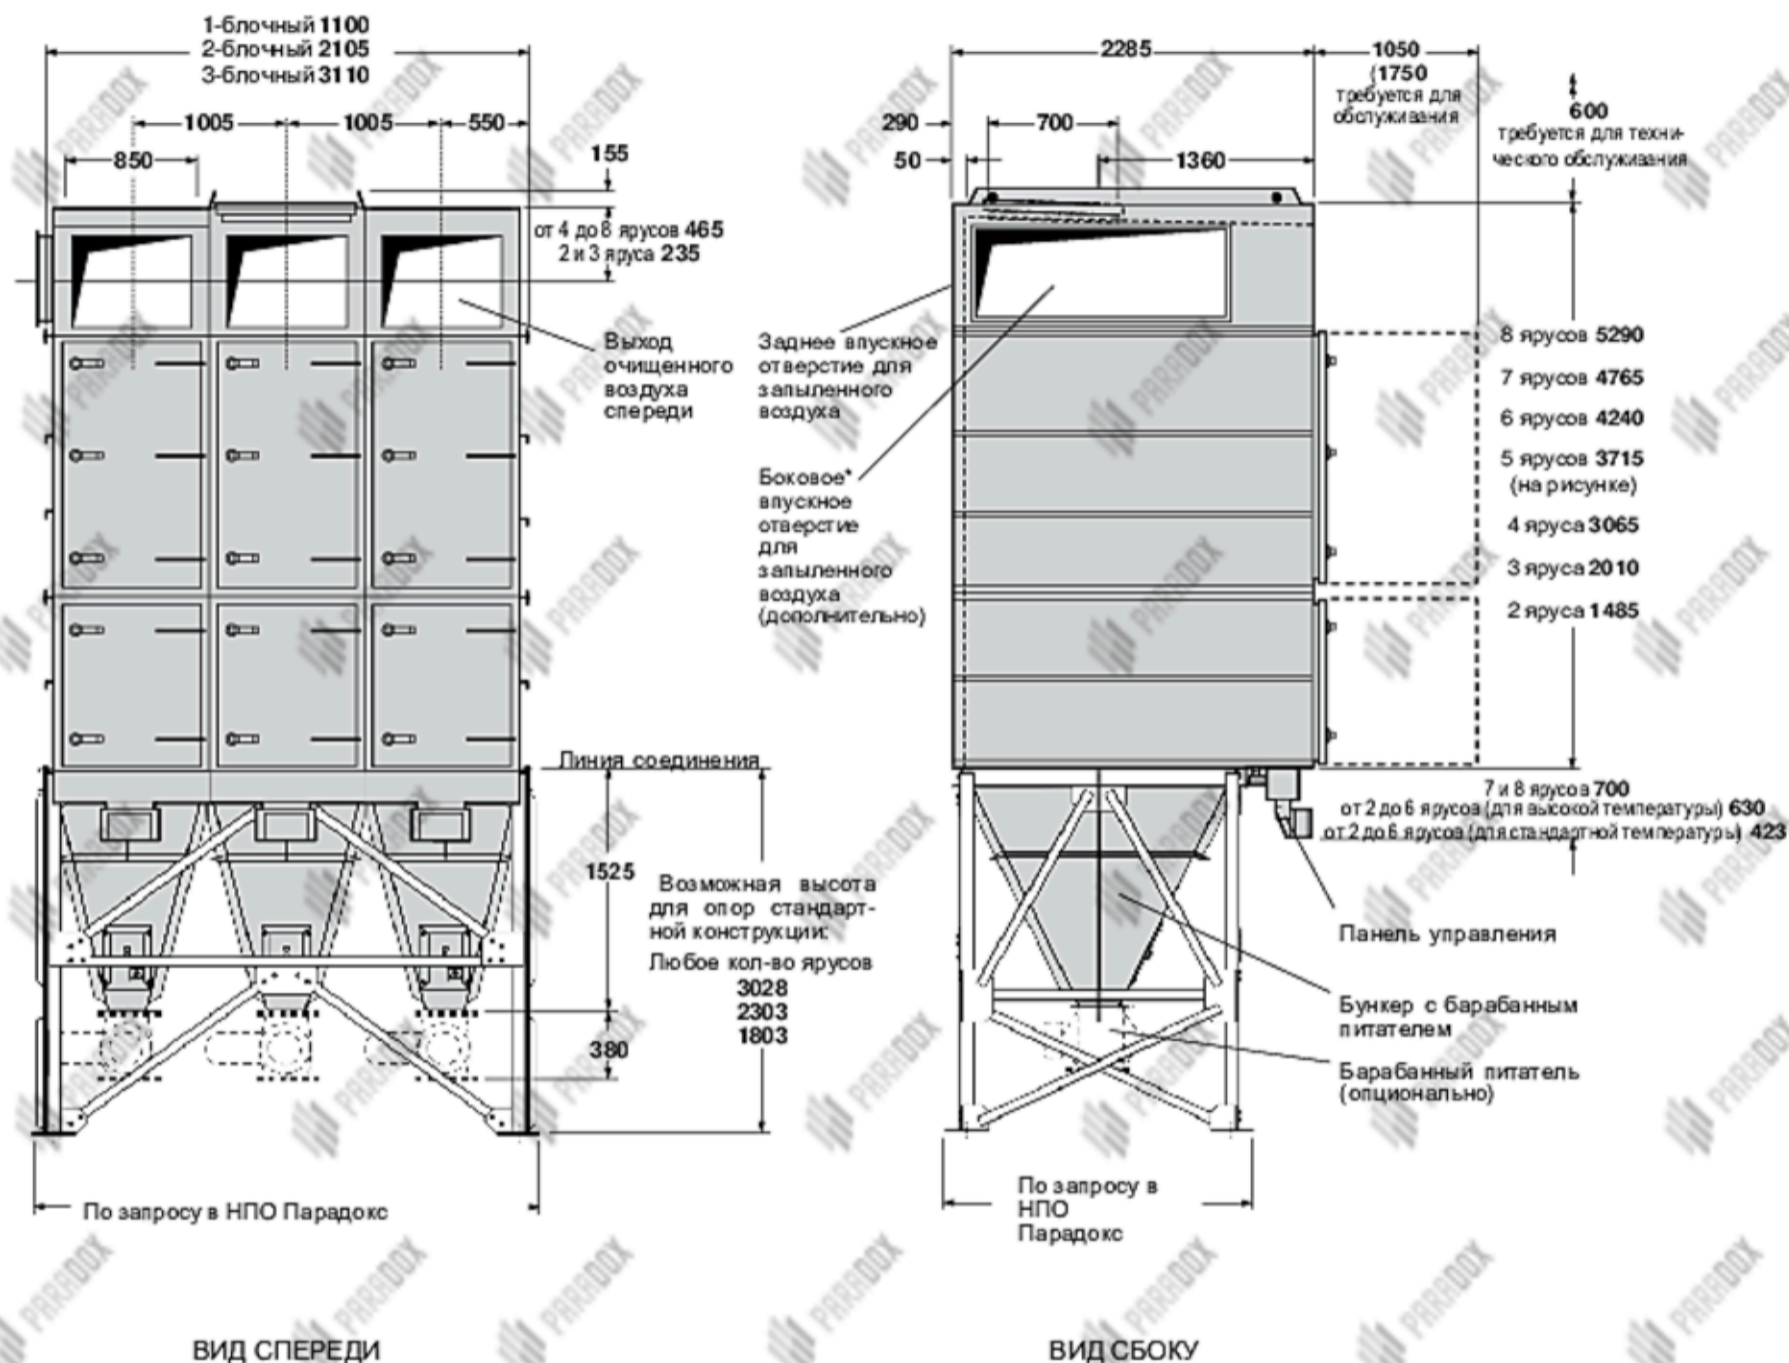 1-блочный 1100
2-блочный 2105
3-блочный 3110
1005
1005
550
850
155
от 4 до 8 ярусов 465
2 и 3 яруса 235
Выход
очищенного
воздуха
спереди
Линия соединения
1525
Возможная высота
для опор стандарт-
ной конструкции:
Любое кол-во ярусов
3028
2303
1803
380
По запросу в НПО Парадокс
ВИД СПЕРЕДИ
2285
1050
(1750
требуется для
обслуживания
600
требуется для техни-
ческого обслуживания
290
700
50
1360
Заднее впускное
отверстие для
запыленного
воздуха
Боковое*
впускное
отверстие
для
запыленного
воздуха
(дополнительно)
8 ярусов 5290
7 ярусов 4765
6 ярусов 4240
5 ярусов 3715
(на рисунке)
4 яруса 3065
3 яруса 2010
2 яруса 1485
7 и 8 ярусов 700
от 2 до 6 ярусов (для высокой температуры) 630
от 2 до 6 ярусов (для стандартной температуры) 423
Панель управления
Бункер с барабанным
питателем
Барабанный питатель
(опционально)
По запросу в
НПО
Парадокс
ВИД СБОКУ
PARADOX